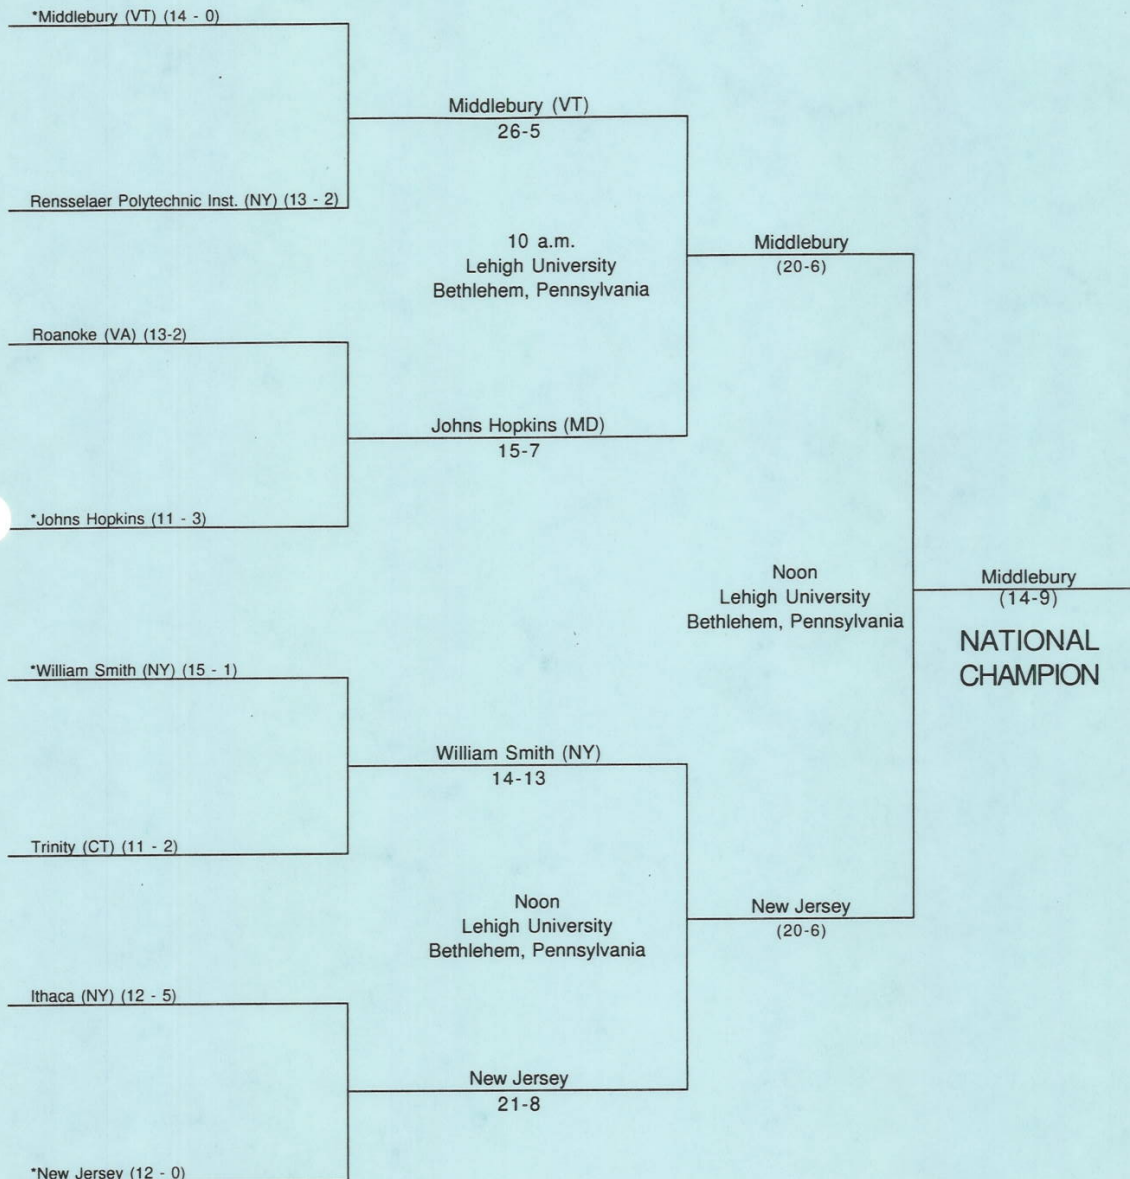 *Middlebury (VT) (14 - 0)
Middlebury (VT)
26-5
Rensselaer Polytechnic Inst. (NY) (13 - 2)
10 a.m.
Lehigh University
Bethlehem, Pennsylvania
Middlebury
(20-6)
Roanoke (VA) (13-2)
Johns Hopkins (MD)
15-7
*Johns Hopkins (11 - 3)
Noon
Lehigh University
Bethlehem, Pennsylvania
Middlebury
(14-9)
NATIONAL
CHAMPION
*William Smith (NY) (15 - 1)
William Smith (NY)
14-13
Trinity (CT) (11 - 2)
Noon
Lehigh University
Bethlehem, Pennsylvania
New Jersey
(20-6)
Ithaca (NY) (12 - 5)
New Jersey
21-8
*New Jersey (12 - 0)